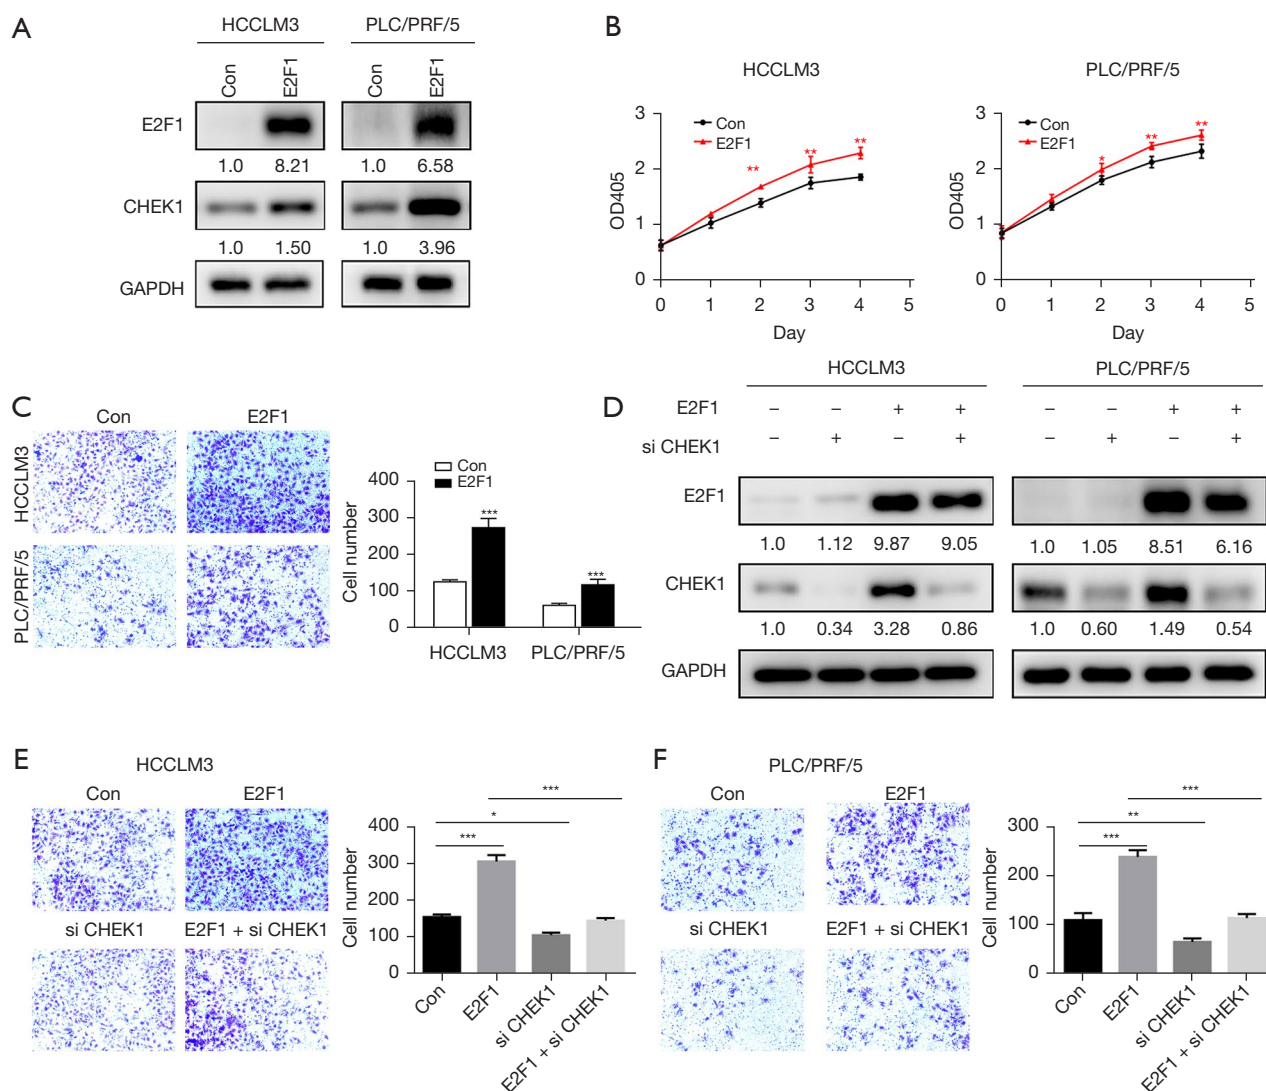 A
HCCLM3 PLC/PRF/5
Con E2F1 Con E2F1
E2F1
1.0 8.21 1.0 6.58
CHEK1
1.0 1.50 1.0 3.96
GAPDH
B
HCCLM3
3
2
1
0
OD405
Con
E2F1
** ** **
0 1 2 3 4 5
Day
PLC/PRF/5
3
2
1
0
OD405
Con
E2F1
* ** **
0 1 2 3 4 5
Day
C
Con E2F1
HCCLM3
PLC/PRF/5
Con
E2F1
400
300
200
100
0
Cell number
*** ***
HCCLM3 PLC/PRF/5
D
HCCLM3 PLC/PRF/5
E2F1 – – + + – – + +
si CHEK1 – + – + – + – +
E2F1
1.0 1.12 9.87 9.05 1.0 1.05 8.51 6.16
CHEK1
1.0 0.34 3.28 0.86 1.0 0.60 1.49 0.54
GAPDH
E
HCCLM3
Con E2F1
si CHEK1 E2F1 + si CHEK1
400
300
200
100
0
Cell number
***
*
***
Con E2F1 si CHEK1 E2F1 + si CHEK1
F
PLC/PRF/5
Con E2F1
si CHEK1 E2F1 + si CHEK1
300
200
100
0
Cell number
***
**
***
Con E2F1 si CHEK1 E2F1 + si CHEK1